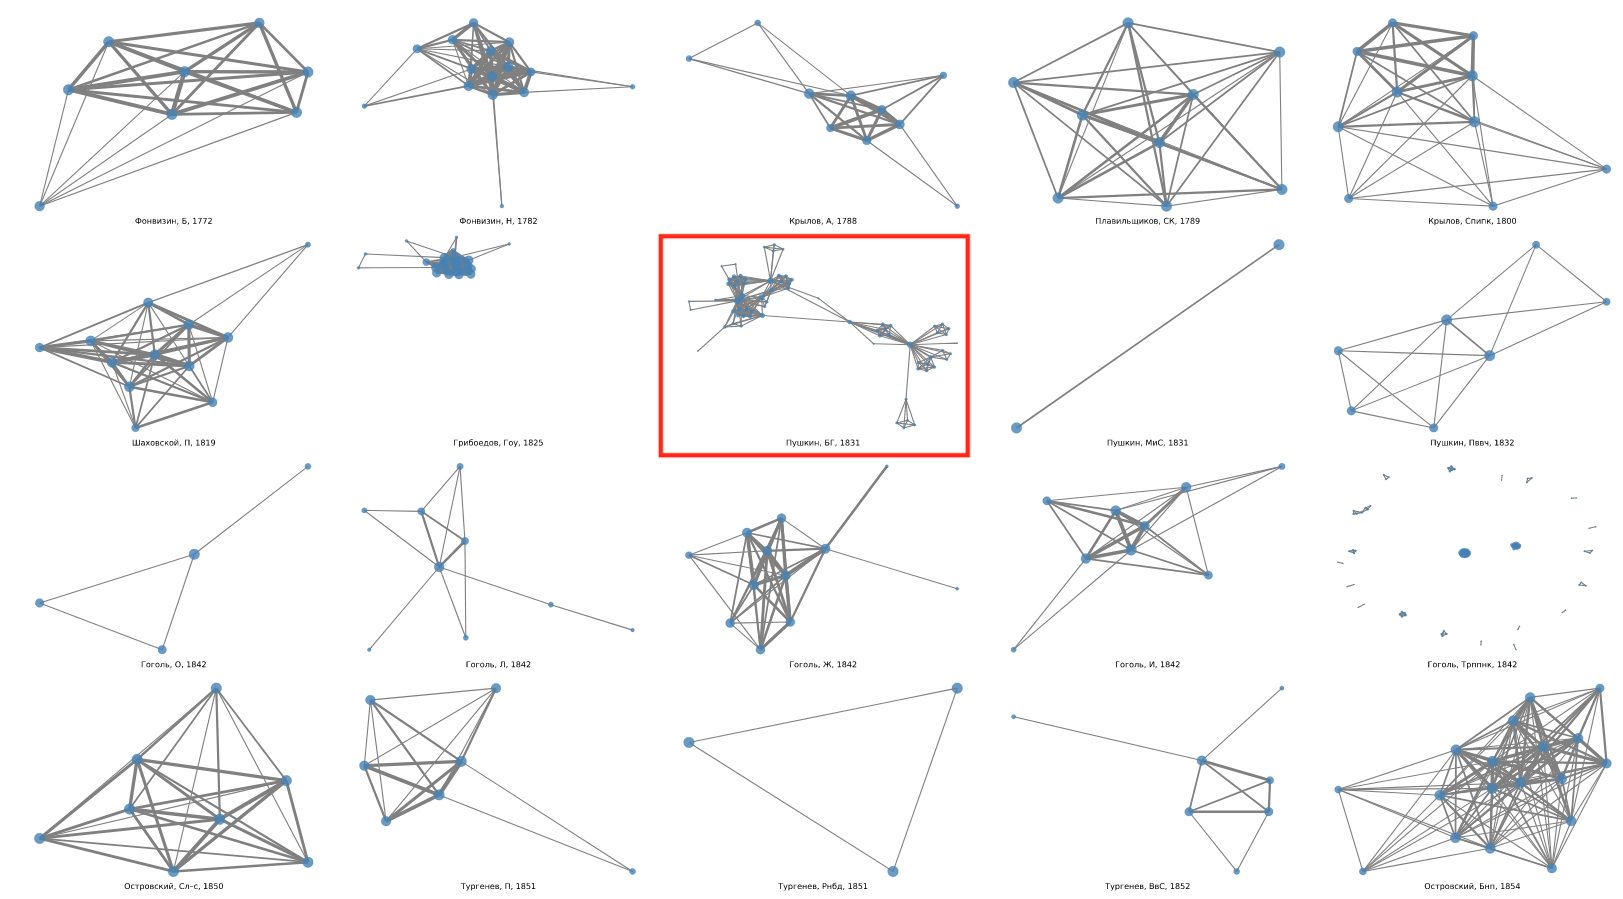 Фонвизин, Б, 1772
Фонвизин, Н, 1782
Крылов, А, 1788
Плавильщиков, СК, 1789
Крылов, Спипк, 1800
Шаховской, П, 1819
Грибоедов, Гоу, 1825
Пушкин, БГ, 1831
Пушкин, МиС, 1831
Пушкин, Пввч, 1832
Гоголь, О, 1842
Гоголь, Л, 1842
Гоголь, Ж, 1842
Гоголь, И, 1842
Гоголь, Трппнк, 1842
Островский, Сл–с, 1850
Тургенев, П, 1851
Тургенев, Рнбд, 1851
Тургенев, ВвС, 1852
Островский, Бнп, 1854